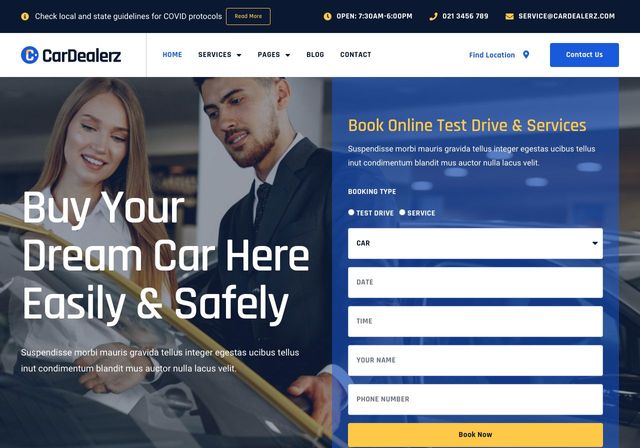 Check local and state guidelines for COVID protocols
Read More
OPEN: 7:30AM-6:00PM
021 3456 789
SERVICE@CARDEALERZ.COM
CarDealerz
HOME
SERVICES
PAGES
BLOG
CONTACT
Find Location
Contact Us
Buy Your
Dream Car Here
Easily & Safely
Suspendisse morbi mauris gravida tellus integer egestas ucibus tellus
inut condimentum blandit mus auctor nulla lacus velit.
Book Online Test Drive & Services
Suspendisse morbi mauris gravida tellus integer egestas ucibus tellus
inut condimentum blandit mus auctor nulla lacus velit.
BOOKING TYPE
TEST DRIVE
SERVICE
CAR
DATE
TIME
YOUR NAME
PHONE NUMBER
Book Now